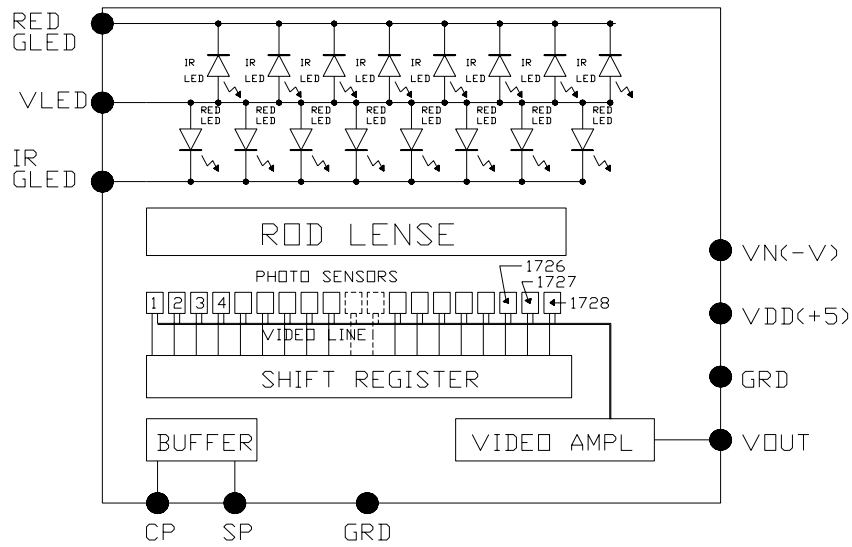 RED
GLED
IR
LED
IR
LED
IR
LED
IR
LED
IR
LED
IR
LED
IR
LED
IR
LED
VLED
RED
LED
RED
LED
RED
LED
RED
LED
RED
LED
RED
LED
RED
LED
RED
LED
IR
GLED
ROD LENSE
VN(-V)
PHOTO SENSORS
1726
1727
1 2 3 4
1728
VDD(+5)
VIDEO LINE
SHIFT REGISTER
GRD
BUFFER
VIDEO AMPL
VOUT
CP
SP
GRD